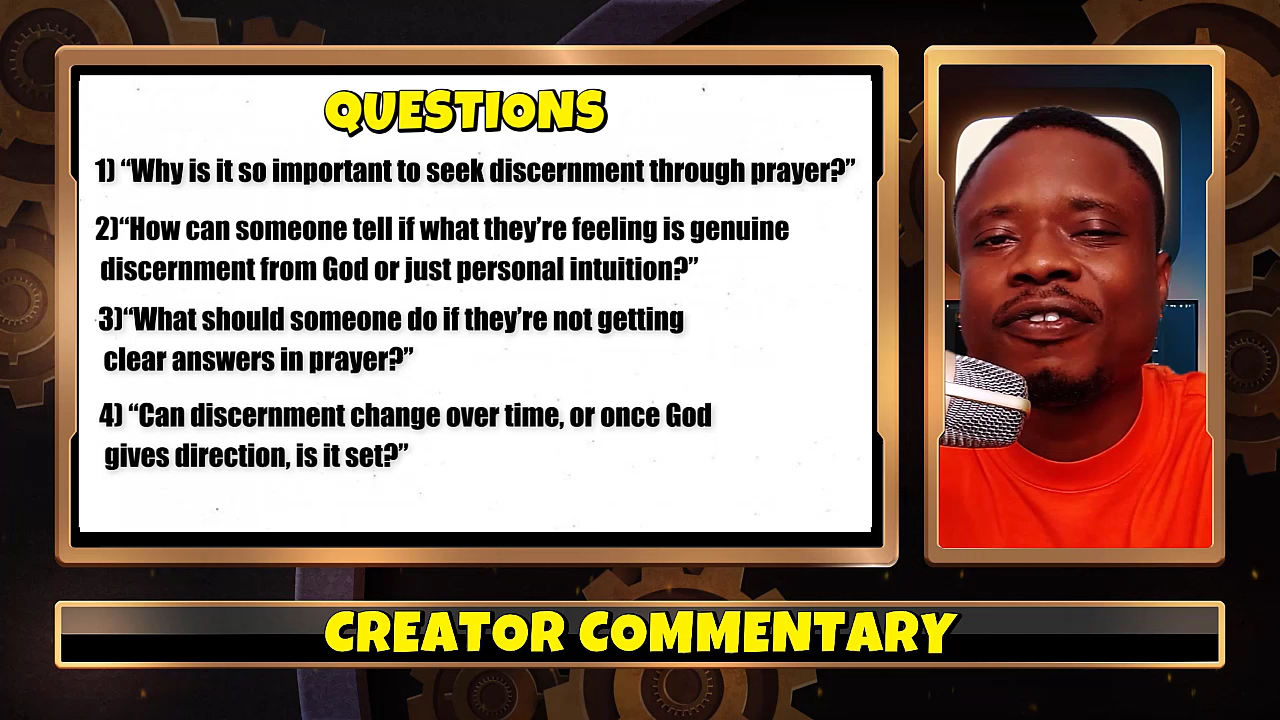 QUESTIONS
1) “Why is it so important to seek discernment through prayer?”
2)“How can someone tell if what they’re feeling is genuine
discernment from God or just personal intuition?”
3)“What should someone do if they’re not getting
clear answers in prayer?”
4) “Can discernment change over time, or once God
gives direction, is it set?”
CREATOR COMMENTARY